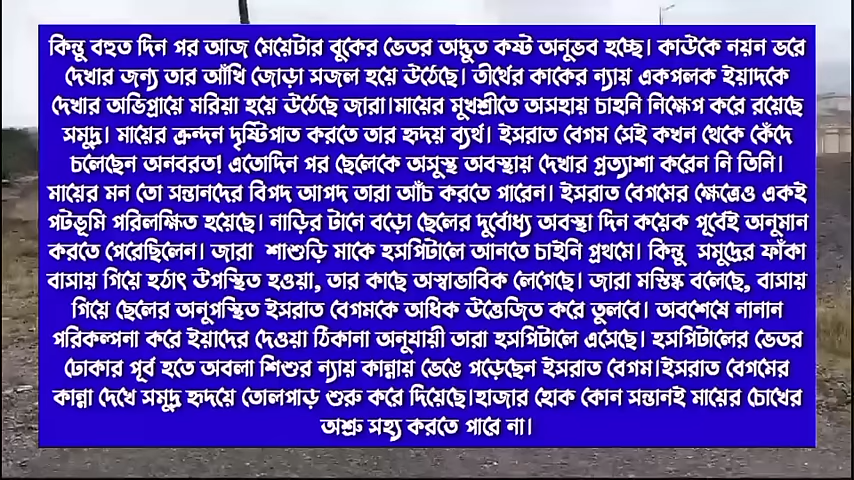 কিন্তু বহুত দিন পর আজ মেয়েটার বুকের ভেতর অদ্ভুত কষ্ট অনুভব হচ্ছে। কাউকে নয়ন ভরে
দেখার জন্য তার আঁখি জোড়া সজল হয়ে উঠেছে। তীর্থের কাকের ন্যায় একপলক ইয়াদকে
দেখার অভিপ্রায়ে মরিয়া হয়ে উঠেছে জারা।মায়ের মুখশ্রীতে অসহায় চাহনি নিক্ষেপ করে রয়েছে
সমুদ্র। মায়ের ক্রন্দন দৃষ্টিপাত করতে তার হৃদয় ব্যর্থ। ইসরাত বেগম সেই কখন থেকে কেঁদে
চলেছেন অনবরত! এতোদিন পর ছেলেকে অসুস্থ অবস্থায় দেখার প্রত্যাশা করেন নি তিনি।
মায়ের মন তো সন্তানদের বিপদ আপদ তারা আঁচ করতে পারেন। ইসরাত বেগমের ক্ষেত্রেও একই
পটভূমি পরিলক্ষিত হয়েছে। নাড়ির টানে বড়ো ছেলের দুর্বোধ্য অবস্থা দিন কয়েক পূর্বেই অনুমান
করতে পেরেছিলেন। জারা শাশুড়ি মাকে হসপিটালে আনতে চাইনি প্রথমে। কিন্তু সমুদ্রের ফাঁকা
বাসায় গিয়ে হঠাৎ উপস্থিত হওয়া, তার কাছে অস্বাভাবিক লেগেছে। জারা মস্তিষ্ক বলেছে, বাসায়
গিয়ে ছেলের অনুপস্থিত ইসরাত বেগমকে অধিক উত্তেজিত করে তুলবে। অবশেষে নানান
পরিকল্পনা করে ইয়াদের দেওয়া ঠিকানা অনুযায়ী তারা হসপিটালে এসেছে। হসপিটালের ভেতর
ঢোকার পূর্ব হতে অবলা শিশুর ন্যায় কান্নায় ভেঙে পড়েছেন ইসরাত বেগম।ইসরাত বেগমের
কান্না দেখে সমুদ্র হৃদয়ে তোলপাড় শুরু করে দিয়েছে।হাজার হোক কোন সন্তানই মায়ের চোখের
অশ্রু সহ্য করতে পারে না।